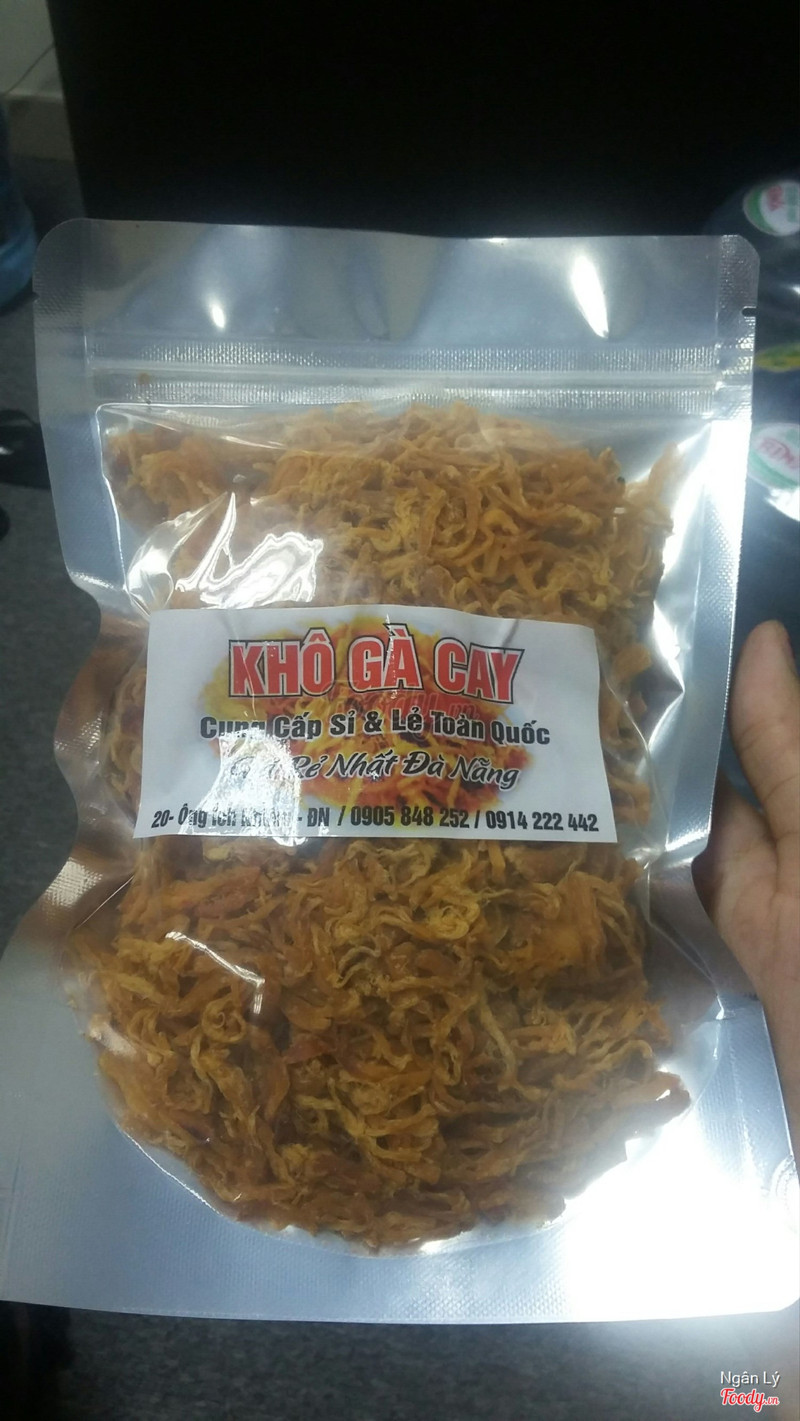 KHÔ GÀ CAY
Cung Cấp Sỉ & Lẻ Toàn Quốc
Rẻ Nhất Đà Nẵng
20- Ông Ích - ĐN / 0905 848 252 / 0914 222 442
Ngân Lý
Foody.vn